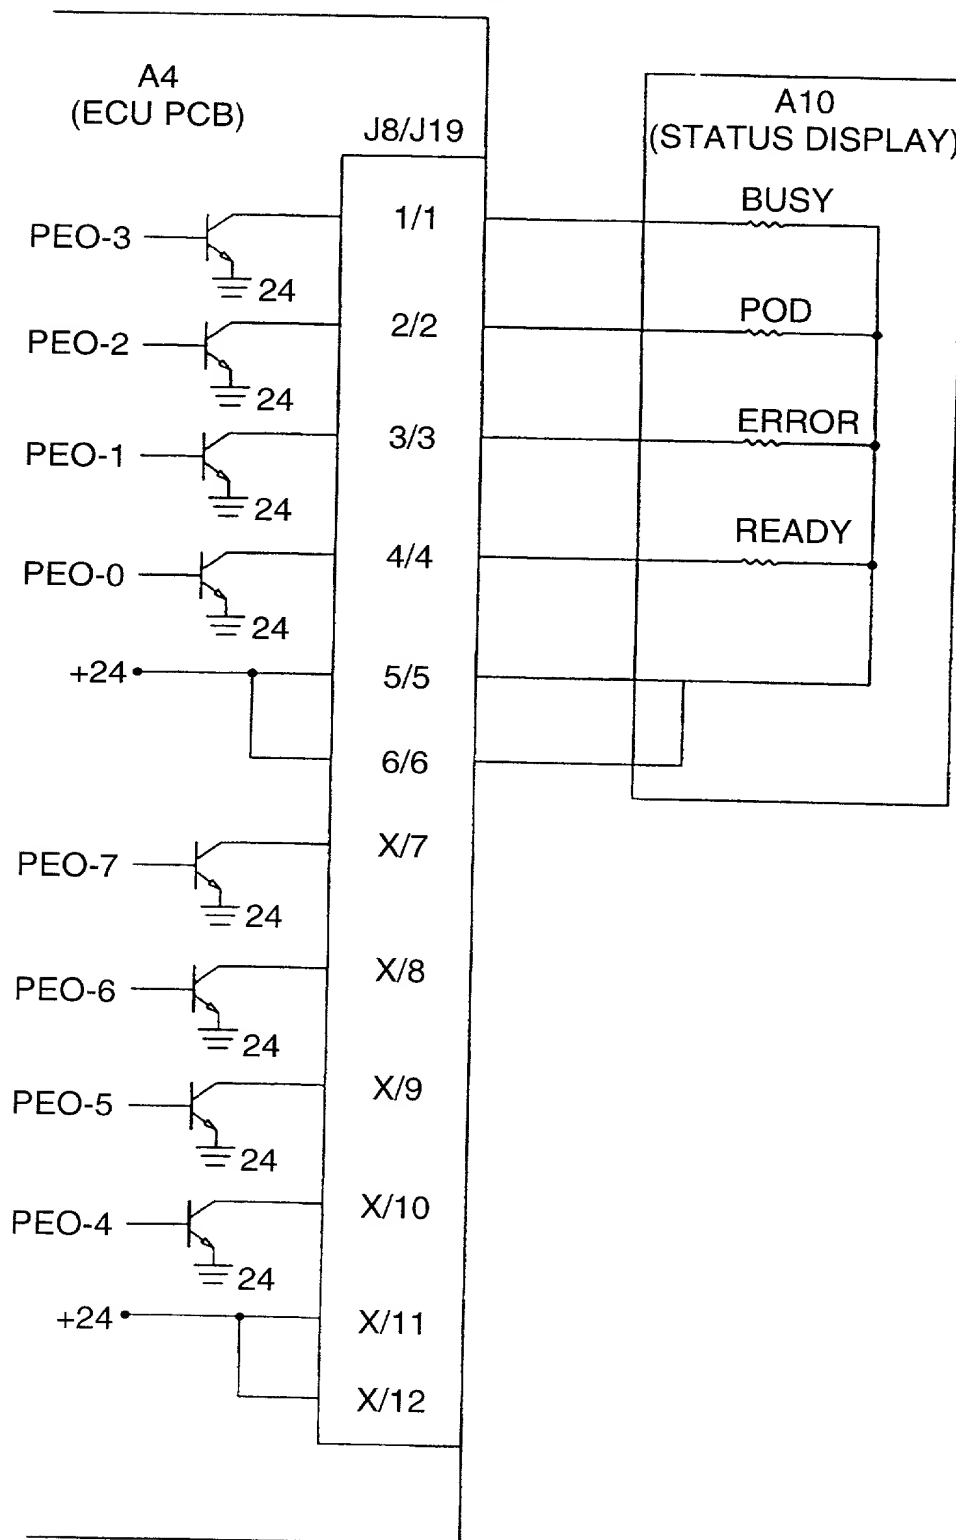 A4
(ECU PCB)
J8/J19
A10
(STATUS DISPLAY)
PEO-3
24
1/1
BUSY
PEO-2
24
2/2
POD
PEO-1
24
3/3
ERROR
PEO-0
24
4/4
READY
+24
5/5
6/6
PEO-7
24
X/7
PEO-6
24
X/8
PEO-5
24
X/9
PEO-4
24
X/10
+24
X/11
X/12